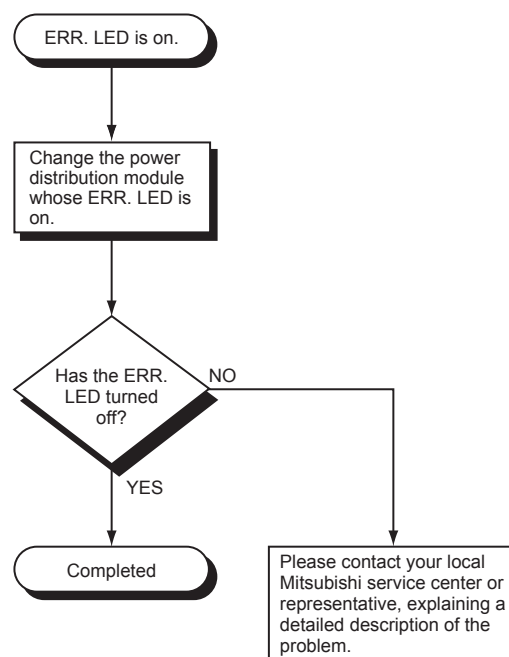 ERR. LED is on.
Change the power
distribution module
whose ERR. LED is
on.
Has the ERR.
LED turned
off?
NO
YES
Completed
Please contact your local
Mitsubishi service center or
representative, explaining a
detailed description of the
problem.